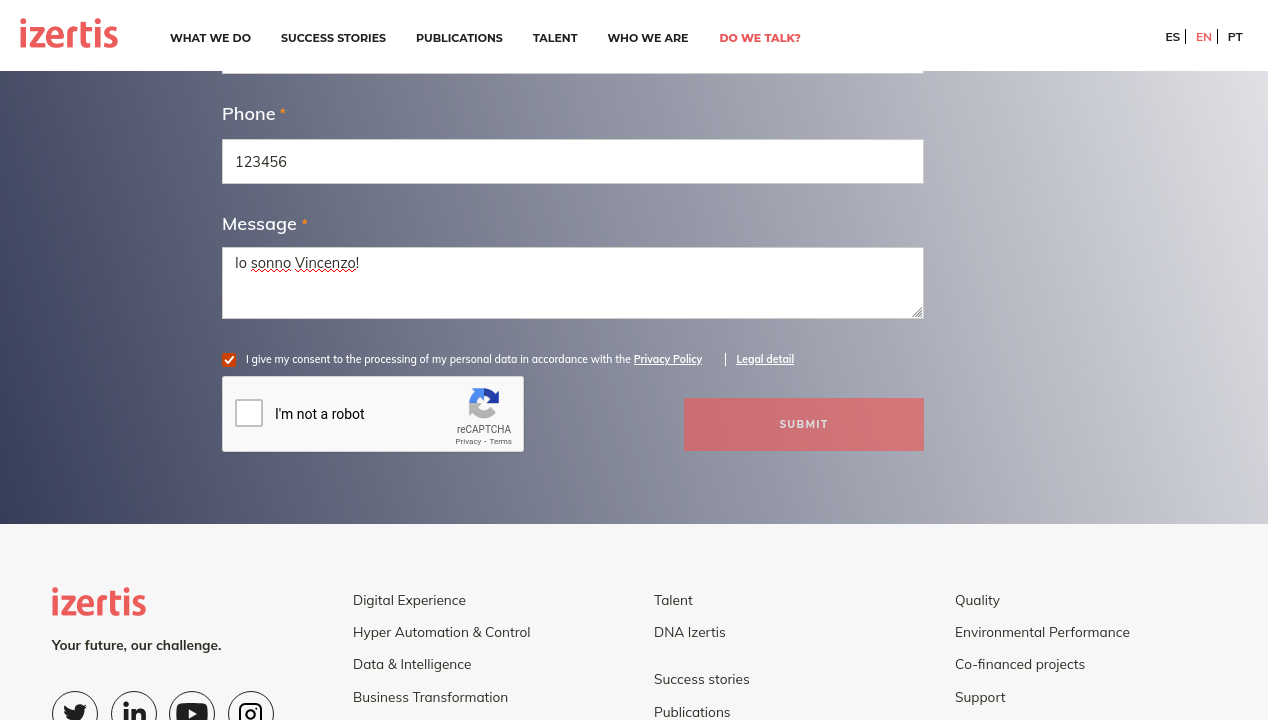 izertis
WHAT WE DO
SUCCESS STORIES
PUBLICATIONS
TALENT
WHO WE ARE
DO WE TALK?
ES
EN
PT
Phone *
123456
Message *
Io sonno Vincenzo!
I give my consent to the processing of my personal data in accordance with the Privacy Policy
Legal detail
I'm not a robot
reCAPTCHA
Privacy - Terms
SUBMIT
izertis
Your future, our challenge.
Digital Experience
Hyper Automation & Control
Data & Intelligence
Business Transformation
Talent
DNA Izertis
Success stories
Publications
Quality
Environmental Performance
Co-financed projects
Support